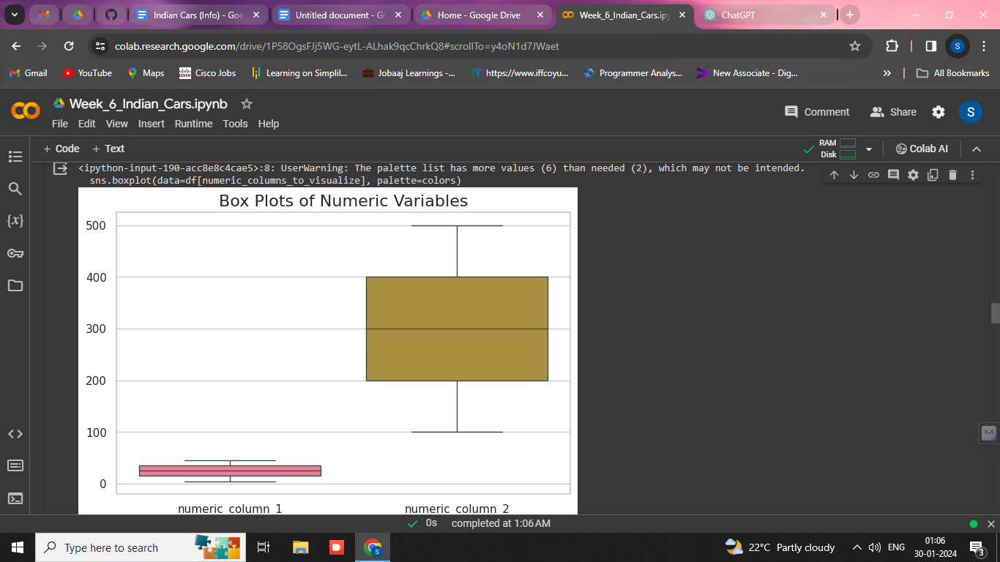 Indian Cars (Info) - Goo
Untitled document - Go
Home - Google Drive
Week_6_Indian_Cars.ipy
ChatGPT
colab.research.google.com/drive/1P58OgsFJj5WG-eytL-ALhak9qcChrkQ8#scrollTo=y4oN1d7JWaet
S
Gmail
YouTube
Maps
Cisco Jobs
Learning on Simplil...
Jobaaj Learnings -...
https://www.iffcoyu...
Programmer Analys...
New Associate - Dig...
All Bookmarks
Week_6_Indian_Cars.ipynb
File Edit View Insert Runtime Tools Help
Comment
Share
S
+ Code + Text
RAM
Disk
Colab AI
<ipython-input-190-acc8e8c4cae5>:8: UserWarning: The palette list has more values (6) than needed (2), which may not be intended.
sns.boxplot(data=df[numeric_columns_to_visualize], palette=colors)
{x}
Box Plots of Numeric Variables
500
400
300
200
100
0
numeric_column_1
numeric_column_2
0s completed at 1:06 AM
Type here to search
S
22°C Partly cloudy
ENG
01:06
30-01-2024
3